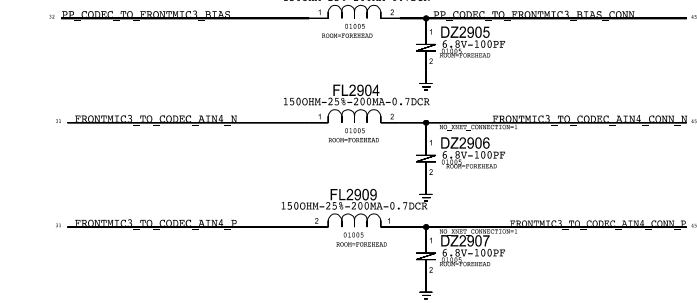 32 PP_CODEC_TO_FRONTMIC3_BIAS 1 2 PP_CODEC_TO_FRONTMIC3_BIAS_CONN 45
01005
ROOM=FOREHEAD
1 DZ2905
6.8V-100PF
01005
ROOM=FOREHEAD
2
FL2904
150OHM-25%-200MA-0.7DCR
31 FRONTMIC3_TO_CODEC_AIN4_N 1 2 FRONTMIC3_TO_CODEC_AIN4_CONN_N 45
01005
ROOM=FOREHEAD
NO_XNET_CONNECTION=1
1 DZ2906
6.8V-100PF
01005
ROOM=FOREHEAD
2
FL2909
150OHM-25%-200MA-0.7DCR
FRONTMIC3_TO_CODEC_AIN4_P 2 1 FRONTMIC3_TO_CODEC_AIN4_CONN_P 45
01005
ROOM=FOREHEAD
NO_XNET_CONNECTION=1
1 DZ2907
6.8V-100PF
01005
ROOM=FOREHEAD
2